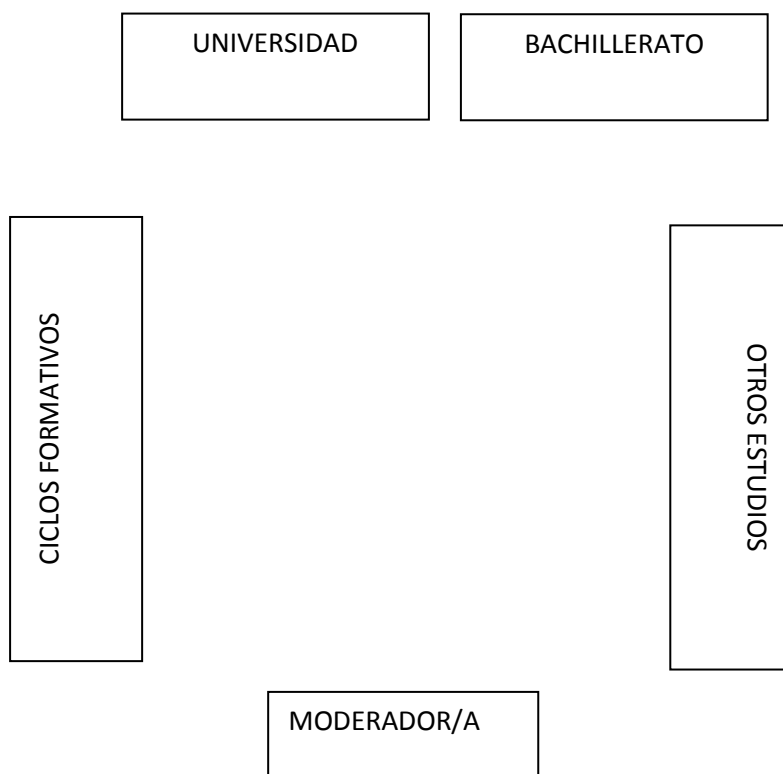 UNIVERSIDAD
BACHILLERATO
CICLOS FORMATIVOS
OTROS ESTUDIOS
MODERADOR/A